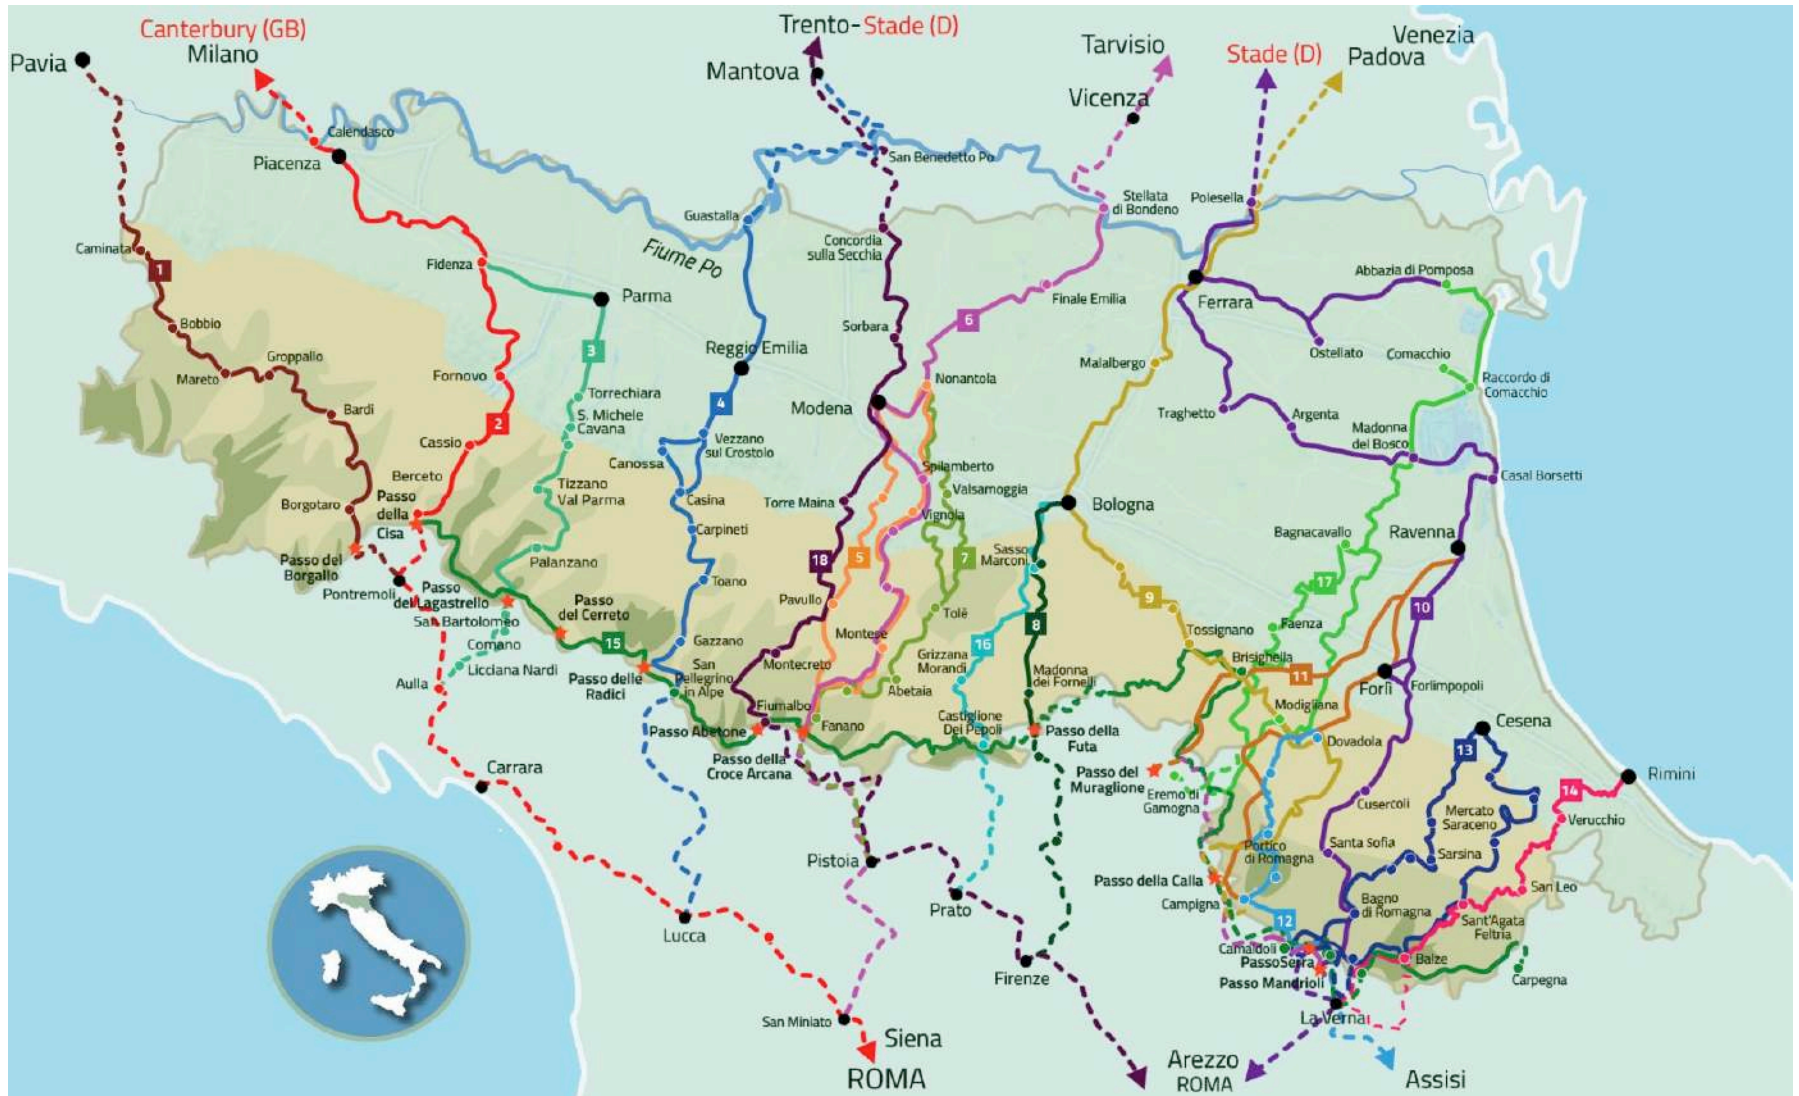 Canterbury (GB)
Milano
Pavia
Trento- Stade (D)
Mantova
Tarvisio
Vicenza
Stade (D)
Venezia
Padova
Calendasco
Piacenza
San Benedetto Po
Guastalla
Fiume Po
Concordia
sulla Secchia
Stellata
di Bondeno
Polesella
Caminata
1
Fidenza
Parma
Finale Emilia
Ferrara
Abbazia di Pomposa
Bobbio
Sorbara
6
3
Reggio Emilia
Ostellato
Comacchio
Groppallo
Mareto
Fornovo
Nonantola
Malalbergo
Raccordo di
Comacchio
Torrechiara
S. Michele
Cavana
4
Modena
Bardi
2
Traghetto
Argenta
Madonna
del Bosco
Cassio
Vezzano
sul Crostolo
Canossa
Berceto
Spilamberto
Valsamoggia
Casal Borsetti
Tizzano
Val Parma
Casina
Torre Maina
Bologna
Borgotaro
Passo
della
Cisa
Carpineti
Vignola
Bagnacavallo
Ravenna
Passo del
Borgallo
Palanzano
18
5
7
Sasso
Marconi
Pontremoli
Passo
del Lagastrello
Toano
17
Passo
del Cerreto
Pavullo
9
10
San Bartolomeo
Tolè
8
Faenza
Comano
15
Gazzano
Montese
16
Tossignano
Licciana Nardi
Montecreto
Grizzana
Morandi
Brisighella
Aulla
Passo delle
Radici
San
Pellegrino
in Alpe
Madonna
dei Fornelli
11
Forlì
Forlimpopoli
Abetaia
Fiumalbo
Modigliana
Passo Abetone
Fanano
Castiglione
Dei Pepoli
Passo della
Futa
Cesena
Dovadola
13
Passo della
Croce Arcana
Carrara
Passo del
Muraglione
Eremo di
Gamogna
Rimini
14
Cusercoli
Mercato
Saraceno
Verucchio
Pistoia
Portico
di Romagna
Santa Sofia
Sarsina
Passo della Calla
San Leo
Prato
Campigna
Bagno
di Romagna
12
Sant'Agata
Feltria
Lucca
Camaldoli
Passo Serra
Balze
Firenze
Passo Mandrioli
Carpegna
San Miniato
La Verna
Siena
ROMA
Arezzo
ROMA
Assisi